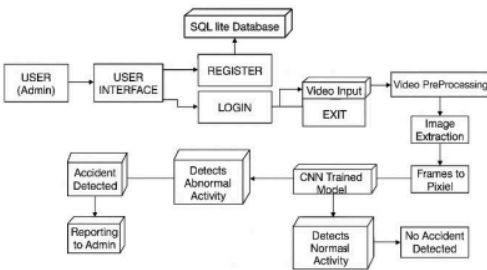 SQL lite Database
USER
(Admin)
USER
INTERFACE
REGISTER
LOGIN
Video Input
EXIT
Video PreProcessing
Image
Extraction
Frames to
Pixiel
CNN Trained
Model
Detects
Abnormal
Activity
Accident
Detected
Reporting
to Admin
Detects
Normaal
Activity
No Accident
Detected